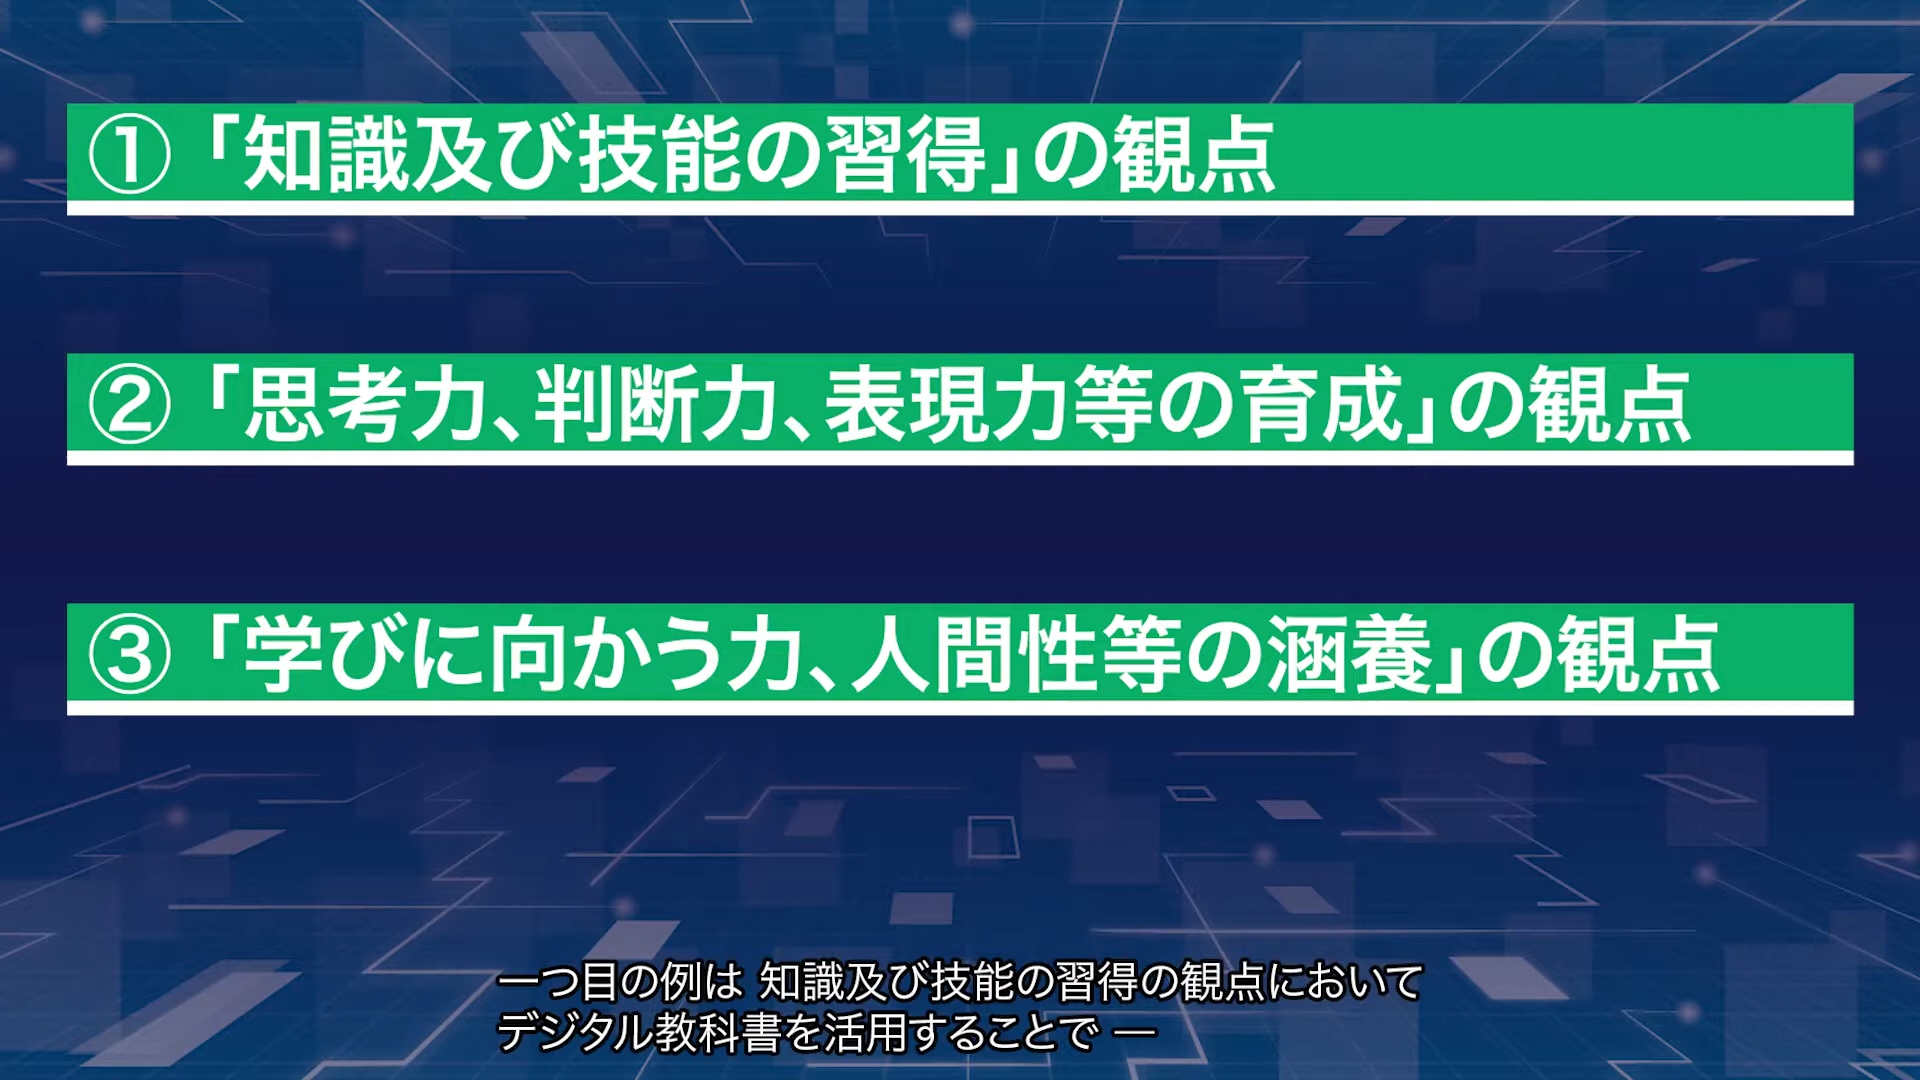 ①「知識及び技能の習得」の観点
②「思考力、判断力、表現力等の育成」の観点
③「学びに向かう力、人間性等の涵養」の観点
一つ目の例は 知識及び技能の習得の観点において
デジタル教科書を活用することで ―